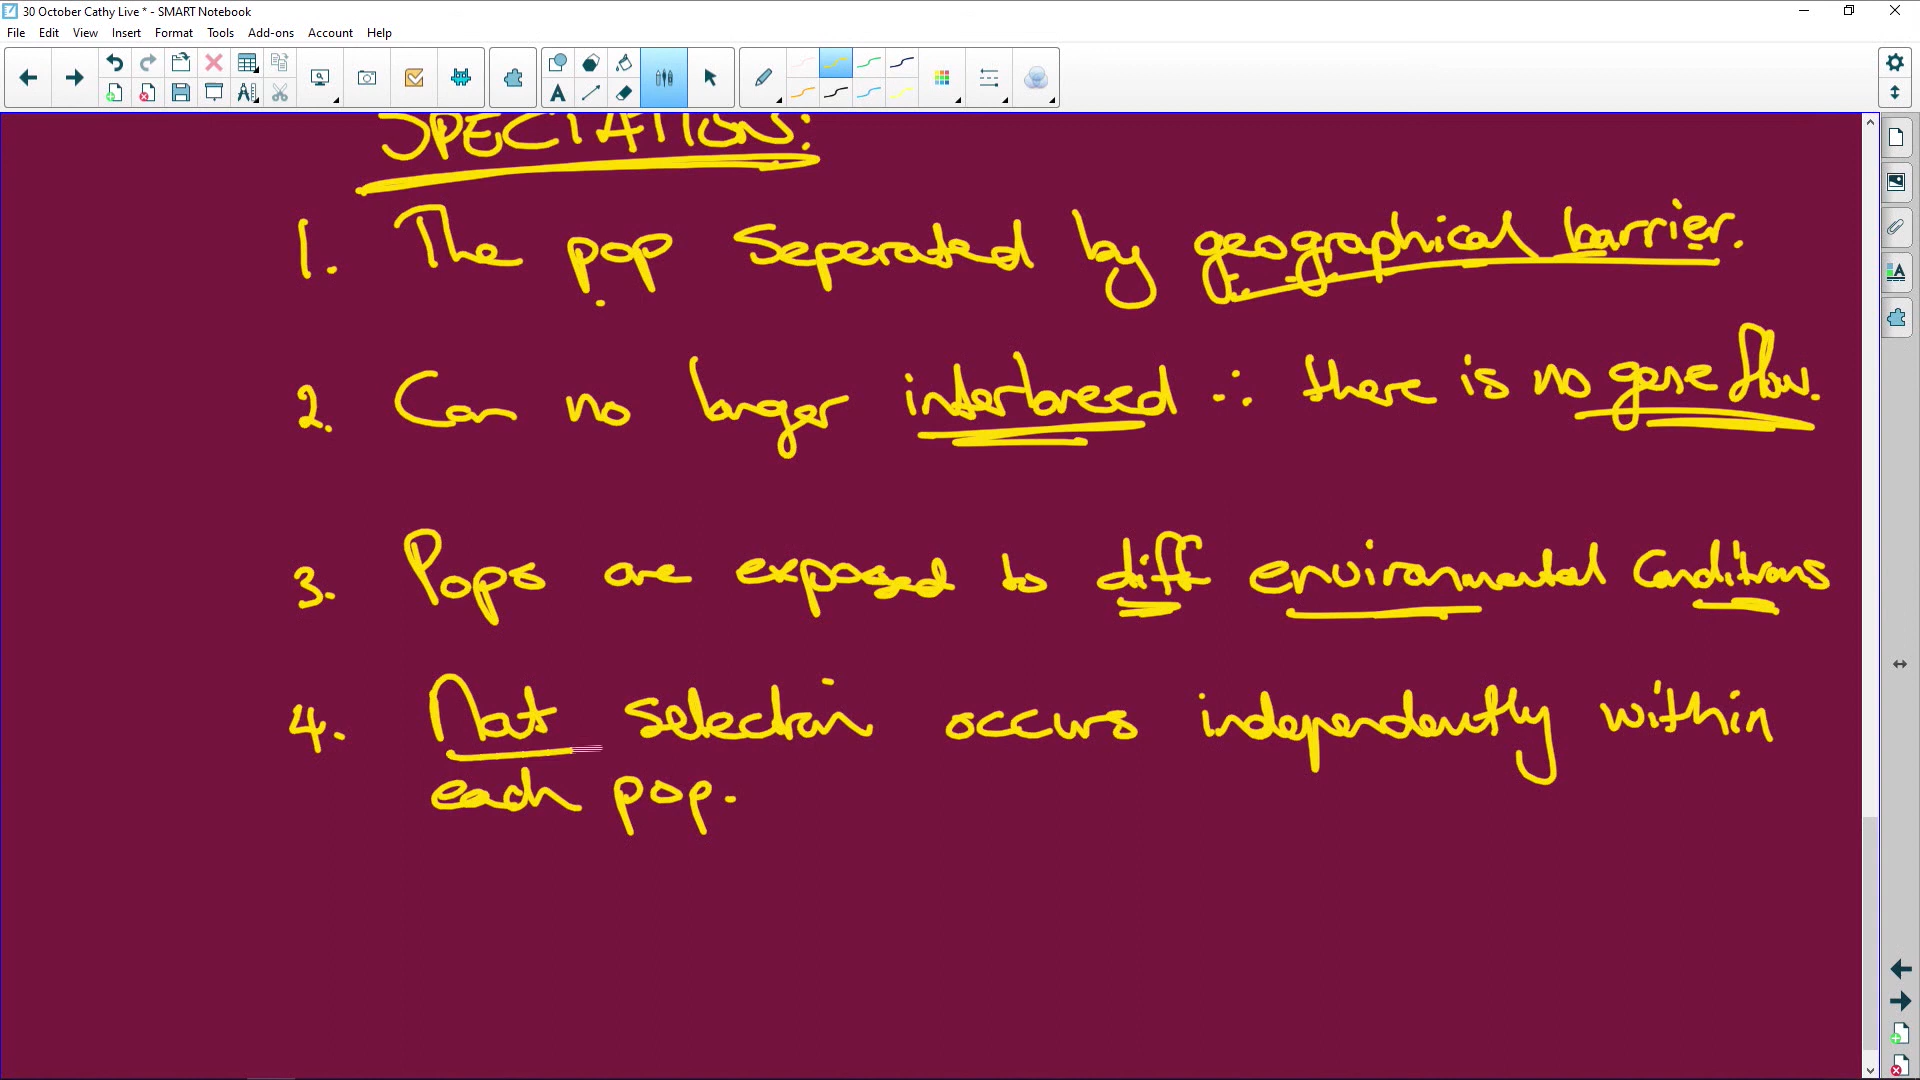 30 October Cathy Live * - SMART Notebook
File Edit View Insert Format Tools Add-ons Account Help
SPECIATION:
1. The pop seperated by geographical barrier.
2. Can no longer interbreed ∴ there is no gene flow.
3. Pops are exposed to diff environmental conditions
4. Nat selection occurs independently within
each pop.